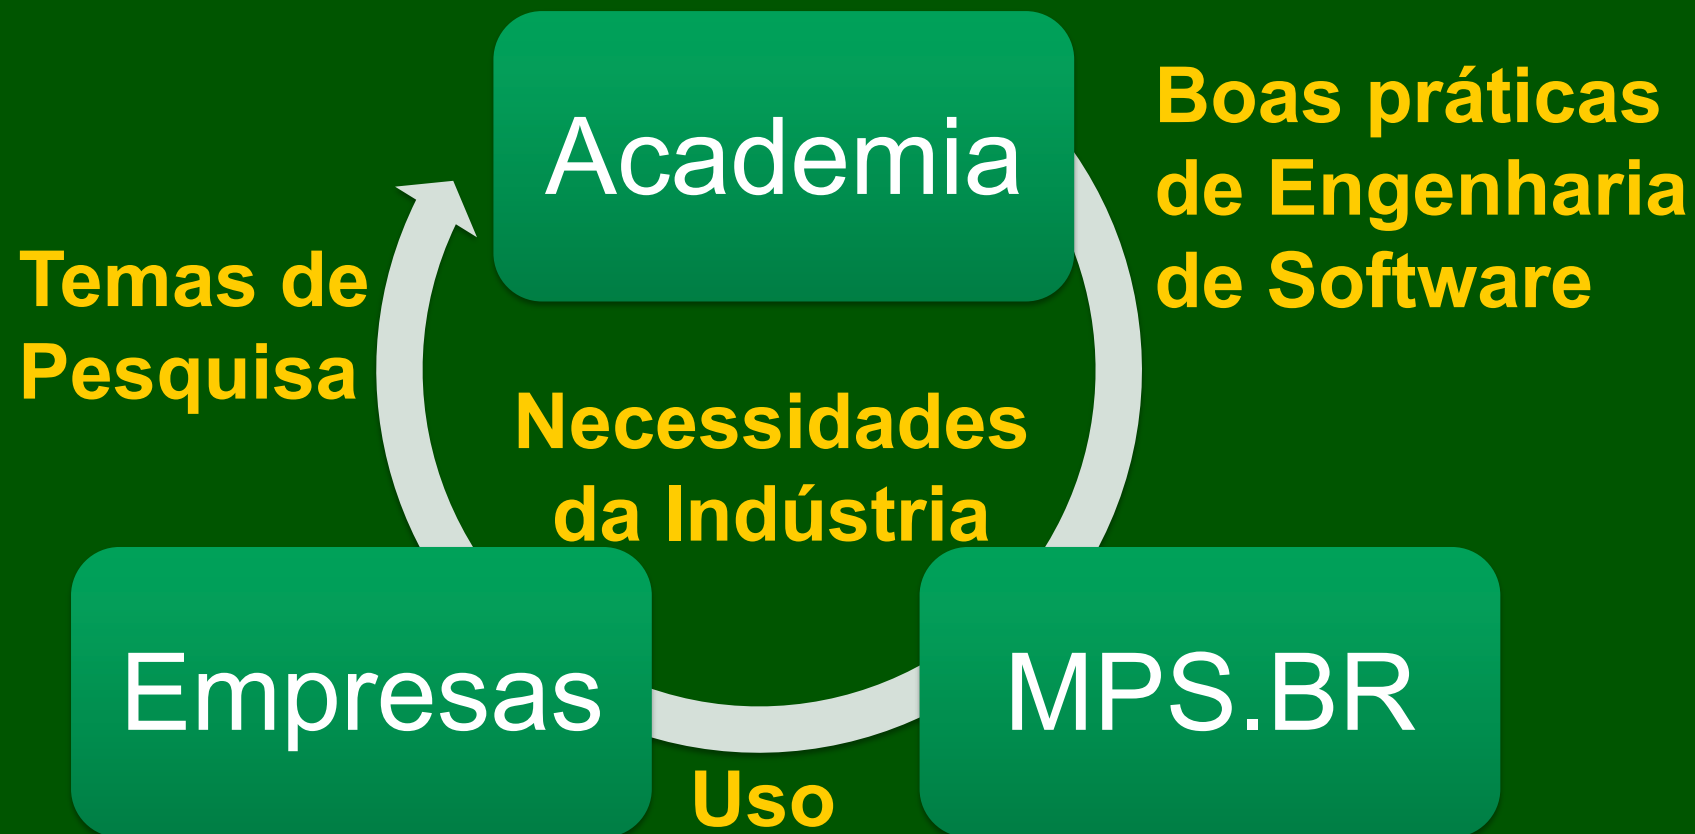 Academia
Boas práticas
de Engenharia
de Software
Temas de
Pesquisa
Necessidades
da Indústria
Empresas
MPS.BR
Uso